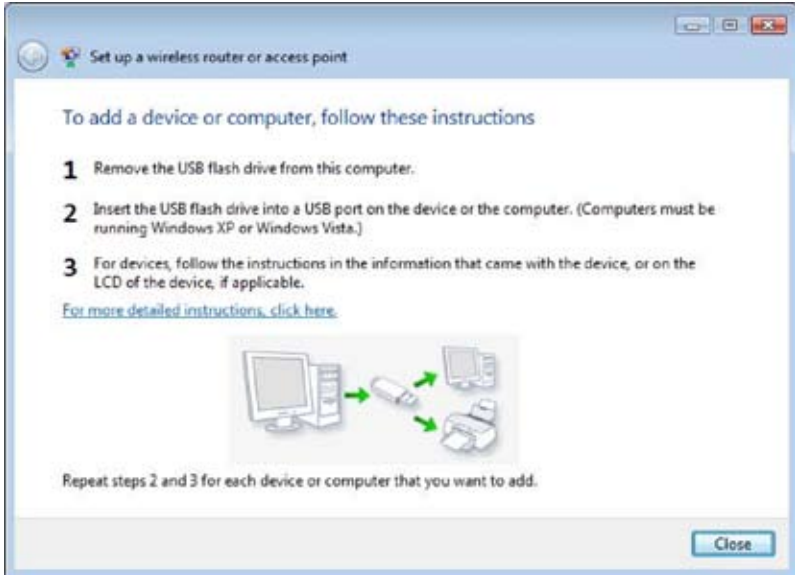 Set up a wireless router or access point
To add a device or computer, follow these instructions
1 Remove the USB flash drive from this computer.
2 Insert the USB flash drive into a USB port on the device or the computer. (Computers must be
running Windows XP or Windows Vista.)
3 For devices, follow the instructions in the information that came with the device, or on the
LCD of the device, if applicable.
For more detailed instructions, click here.
Repeat steps 2 and 3 for each device or computer that you want to add.
Close